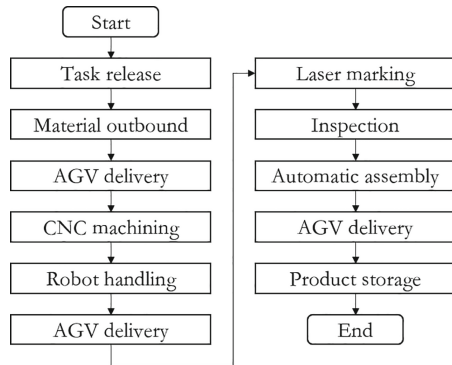 Start
Task release
Material outbound
AGV delivery
CNC machining
Robot handling
AGV delivery
Laser marking
Inspection
Automatic assembly
AGV delivery
Product storage
End